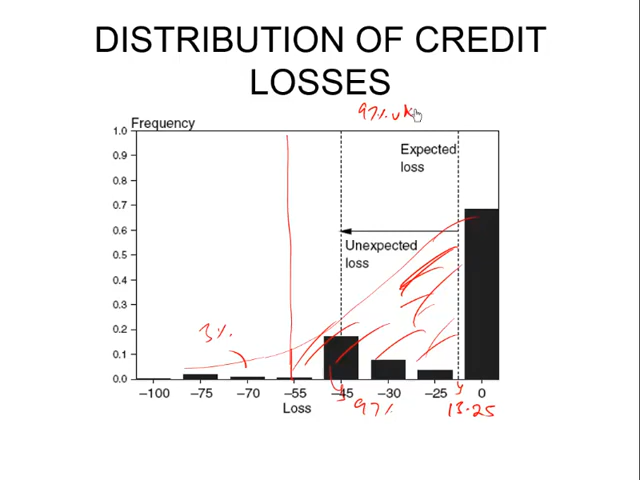 DISTRIBUTION OF CREDIT
LOSSES
97%
Frequency
1.0
0.9
0.8
0.7
0.6
0.5
0.4
0.3
0.2
0.1
0.0
Expected
loss
Unexpected
loss
3%
−100 −75 −70 −55 −45 −30 −25 0
Loss
97%
13.25